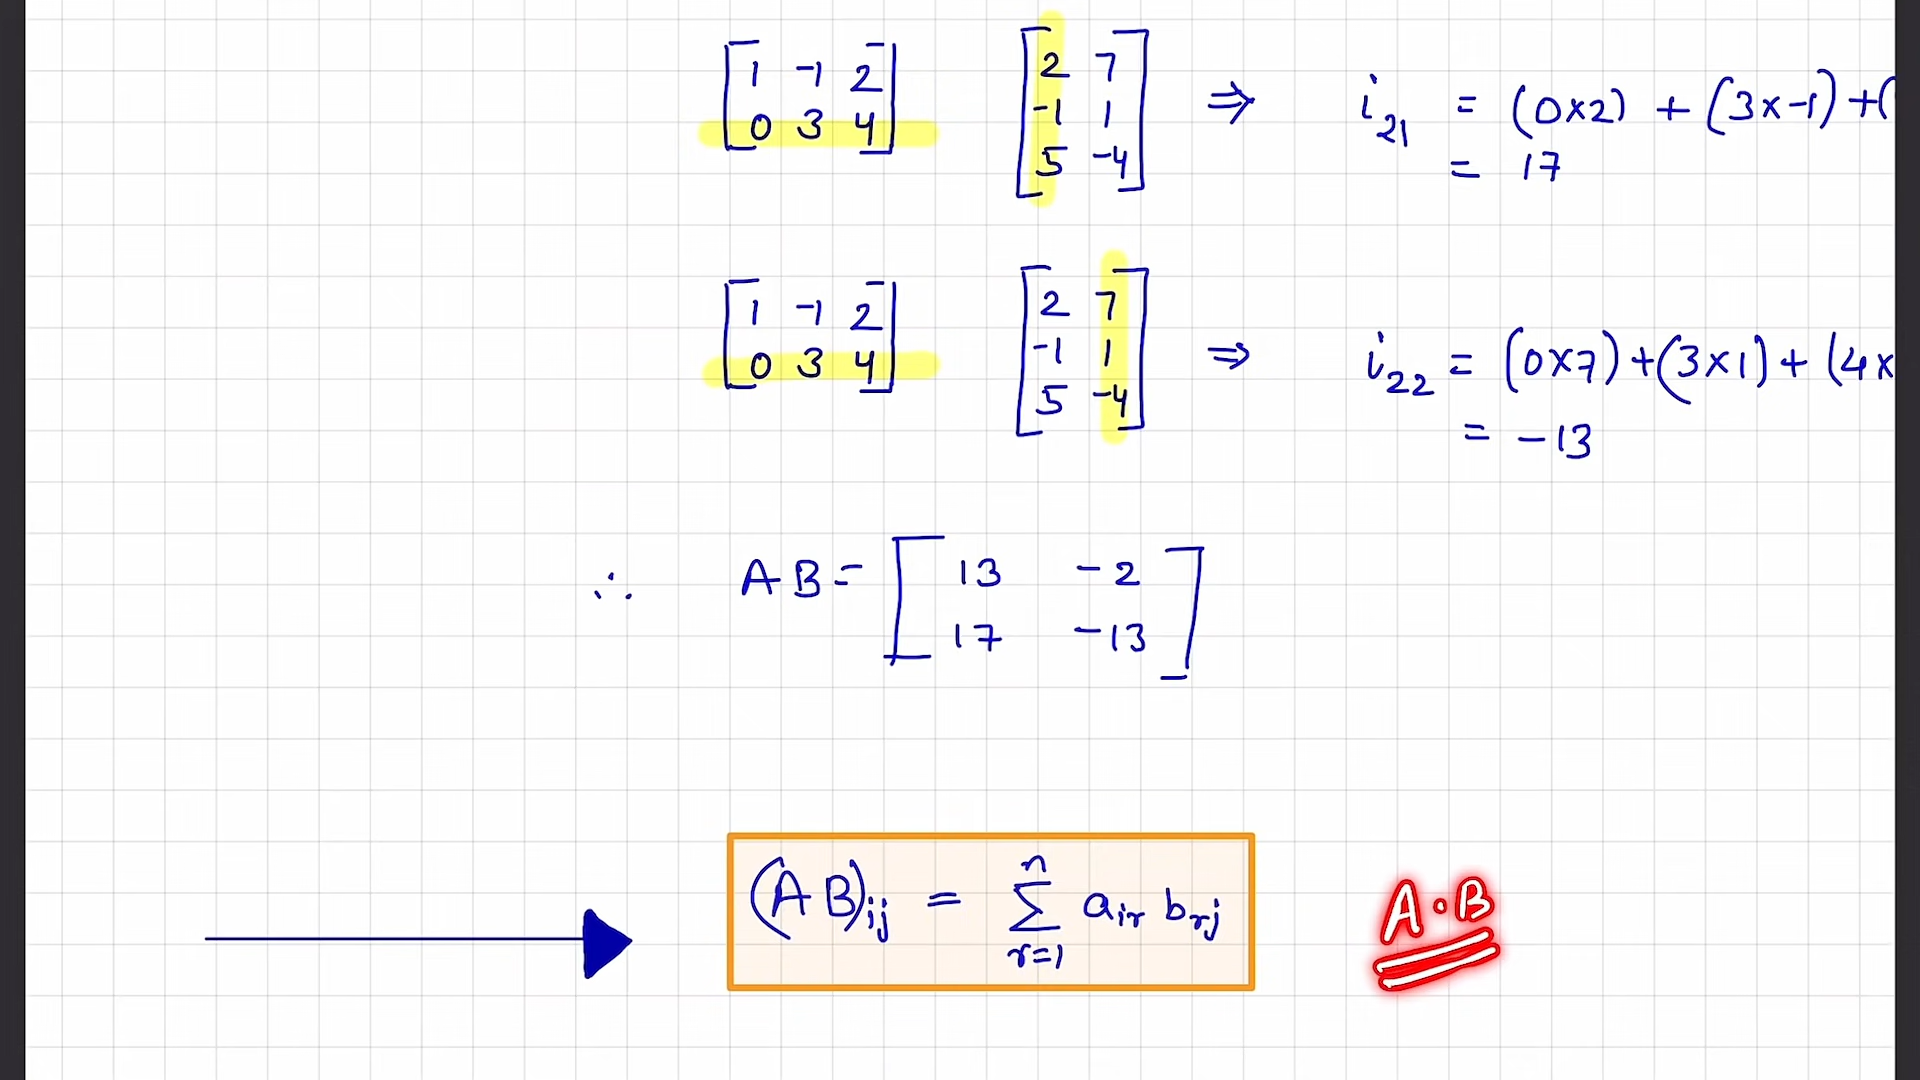 1 -1 2
0 3 4
2 7
-1 1
5 -4
⇒ i₂₁ = (0×2) + (3×-1) + (
= 17
1 -1 2
0 3 4
2 7
-1 1
5 -4
⇒ i₂₂ = (0×7) + (3×1) + (4×
= -13
∴ AB = [13 -2
17 -13]
(AB)ij = Σ air brj
n
r=1
A·B